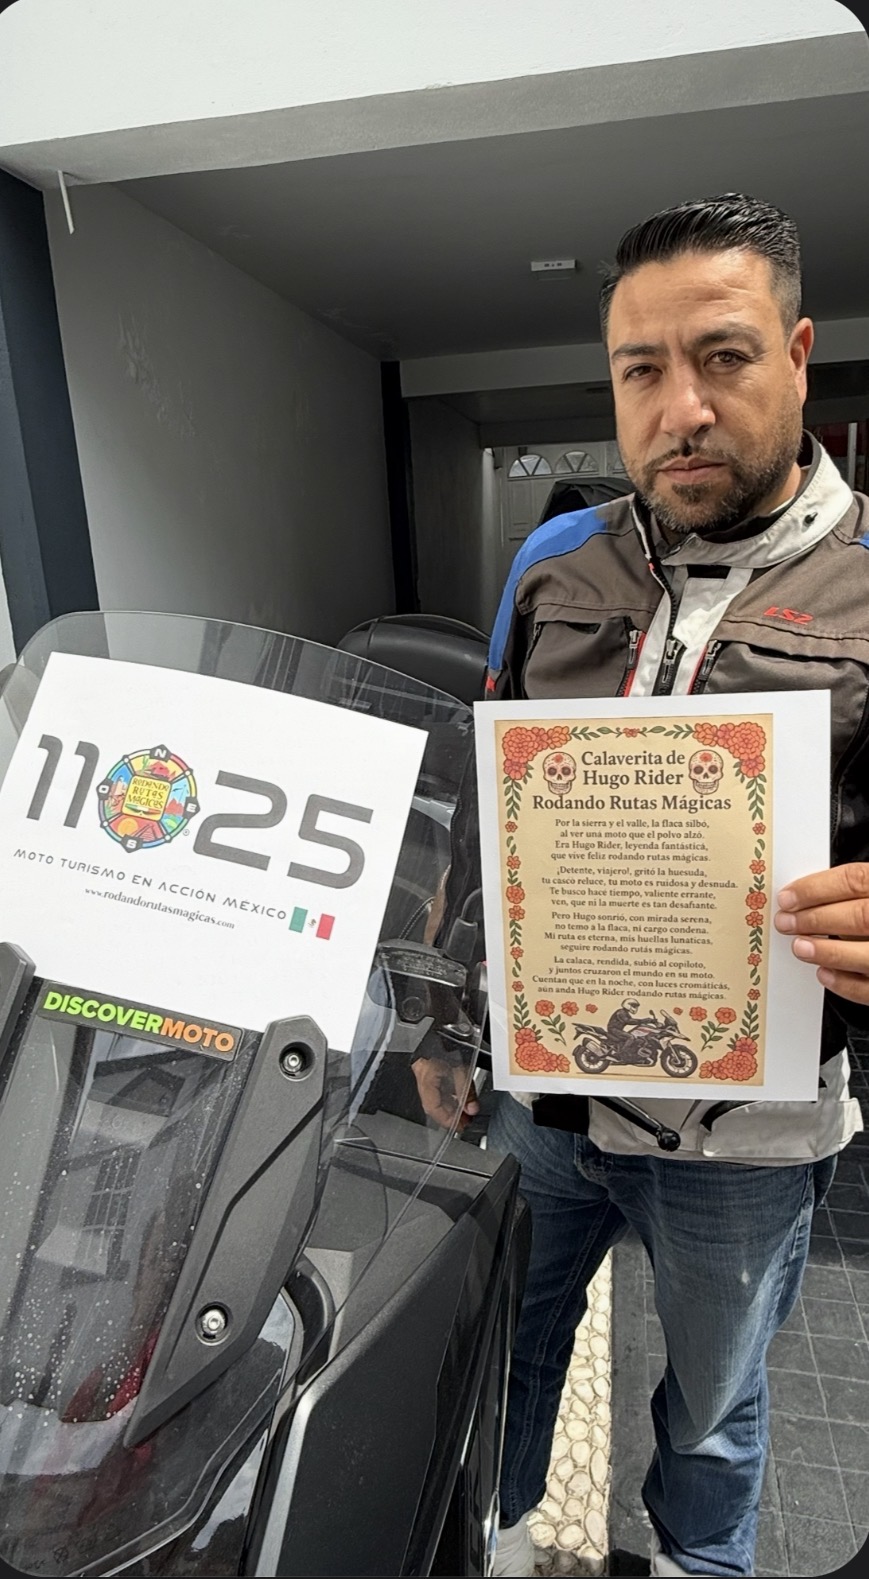 11 25
N
O
E
S
RODANDO
RUTAS
MÁGICAS
®
MOTO TURISMO EN ACCIÓN MÉXICO
www.rodandorutasmagicas.com
DISCOVERMOTO
LS2
Calaverita de
Hugo Rider
Rodando Rutas Mágicas
Por la sierra y el valle, la flaca silbó,
al ver una moto que el polvo alzó.
Era Hugo Rider, leyenda fantástica,
que vive feliz rodando rutas mágicas.
¡Detente, viajero!, gritó la huesuda,
tu casco reluce, tu moto es ruidosa y desnuda.
Te busco hace tiempo, valiente errante,
ven, que ni la muerte es tan desafiante.
Pero Hugo sonrió, con mirada serena,
no temo a la flaca, ni cargo condena.
Mi ruta es eterna, mis huellas lunaticas,
seguire rodando rutás mágicas.
La calaca, rendida, subió al copiloto,
y juntos cruzaron el mundo en su moto.
Cuentan que en la noche, con luces cromáticás,
aún anda Hugo Rider rodando rutas mágicas.